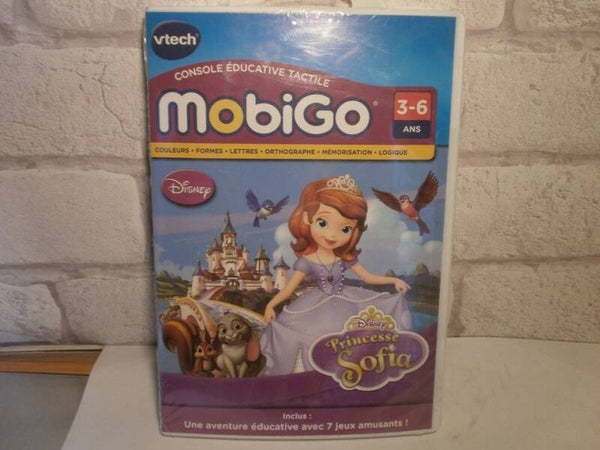 vtech
CONSOLE ÉDUCATIVE TACTILE
MobiGo
3-6
ANS
COULEURS • FORMES • LETTRES • ORTHOGRAPHE • MÉMORISATION • LOGIQUE
Disney
Disney
Princesse
Sofia
Inclus :
Une aventure éducative avec 7 jeux amusants !